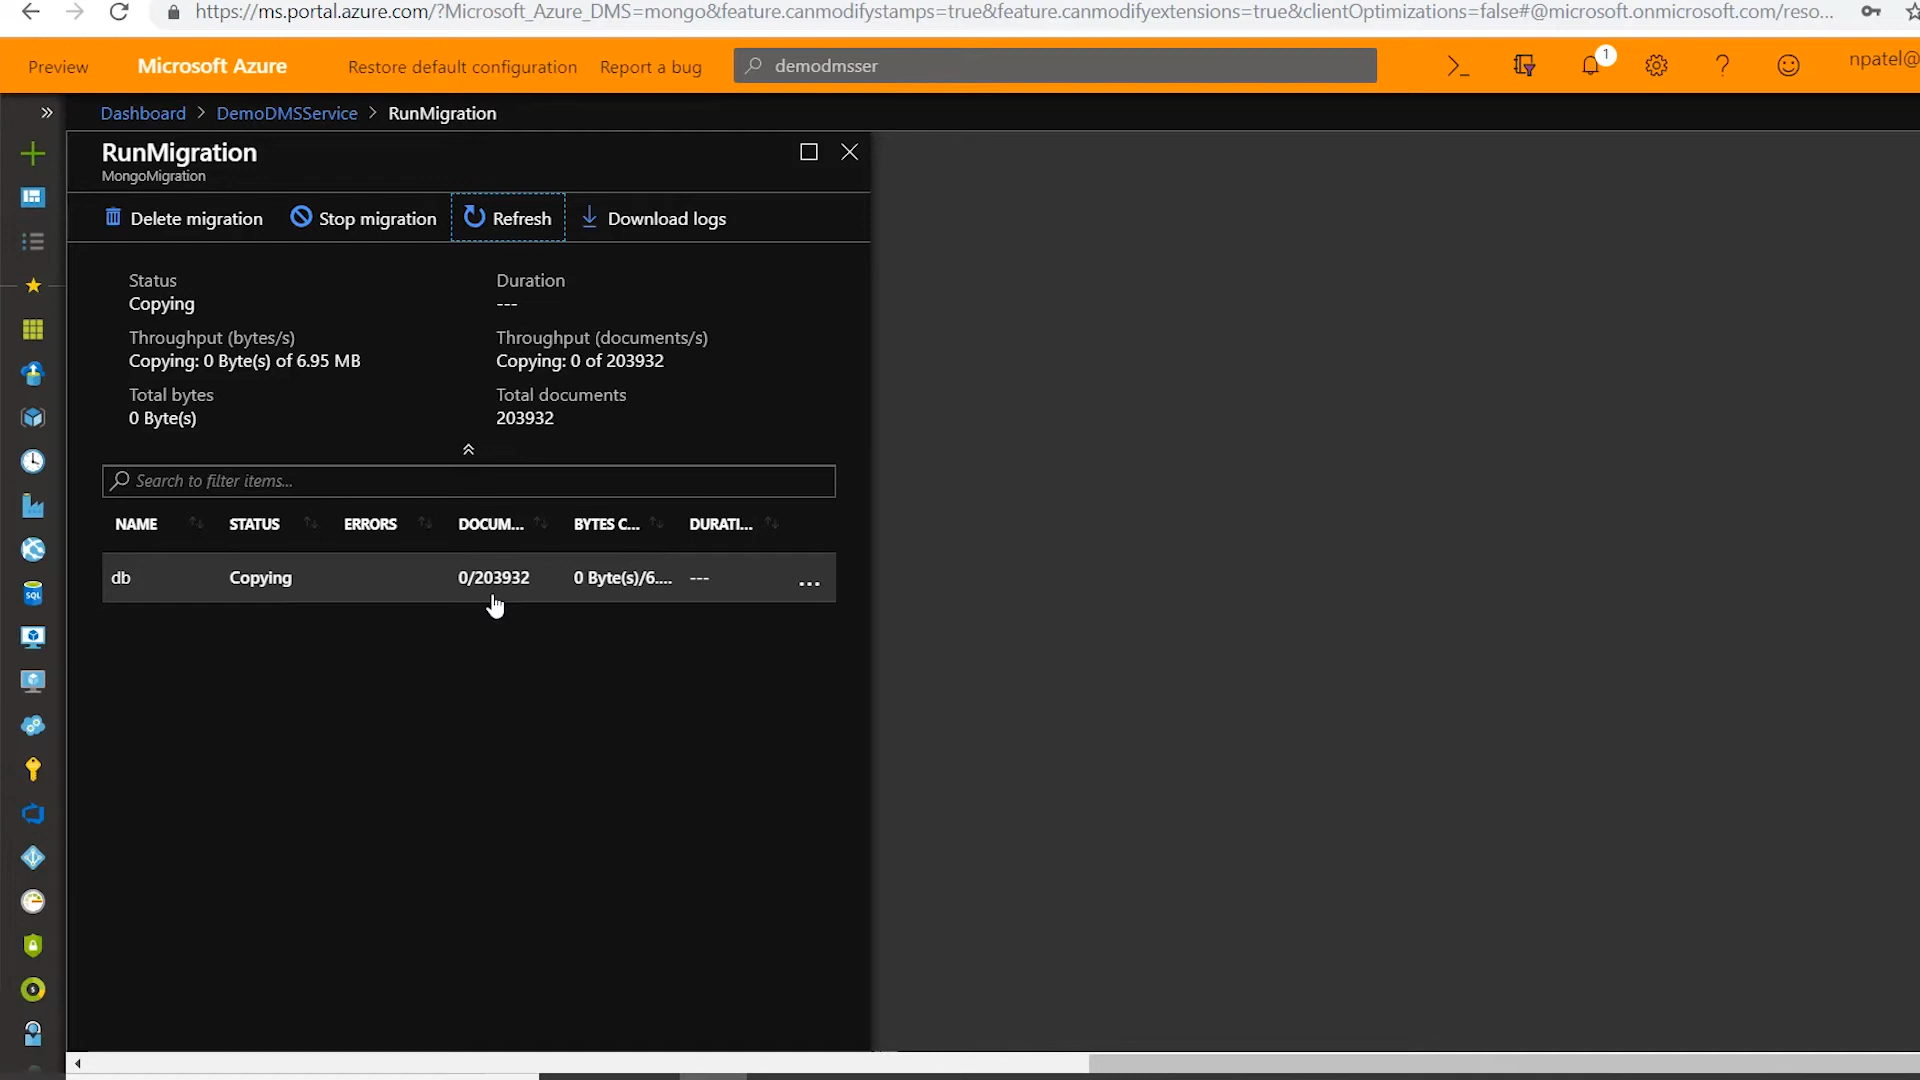 https://ms.portal.azure.com/?Microsoft_Azure_DMS=mongo&feature.canmodifystamps=true&feature.canmodifyextensions=true&clientOptimizations=false#@microsoft.onmicrosoft.com/reso...
Preview Microsoft Azure Restore default configuration Report a bug demodmsser 1 npatel@
Dashboard > DemoDMSService > RunMigration
RunMigration
MongoMigration
Delete migration Stop migration Refresh Download logs
Status Duration
Copying ---
Throughput (bytes/s) Throughput (documents/s)
Copying: 0 Byte(s) of 6.95 MB Copying: 0 of 203932
Total bytes Total documents
0 Byte(s) 203932
Search to filter items...
NAME STATUS ERRORS DOCUM... BYTES C... DURATI...
db Copying 0/203932 0 Byte(s)/6.... --- ...
SQL